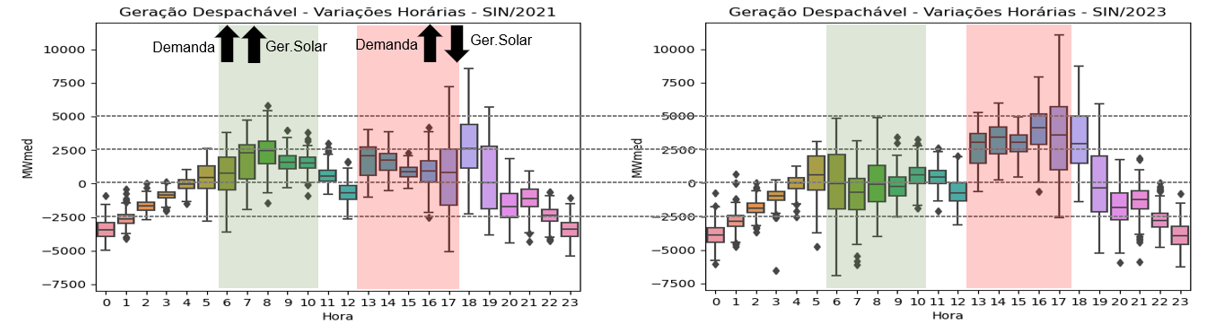 Geração Despachável - Variações Horárias - SIN/2021
Demanda
Ger.Solar
Demanda
Ger.Solar
MWmed
10000
7500
5000
2500
0
−2500
−5000
−7500
0 1 2 3 4 5 6 7 8 9 10 11 12 13 14 15 16 17 18 19 20 21 22 23
Hora
Geração Despachável - Variações Horárias - SIN/2023
MWmed
10000
7500
5000
2500
0
−2500
−5000
−7500
0 1 2 3 4 5 6 7 8 9 10 11 12 13 14 15 16 17 18 19 20 21 22 23
Hora